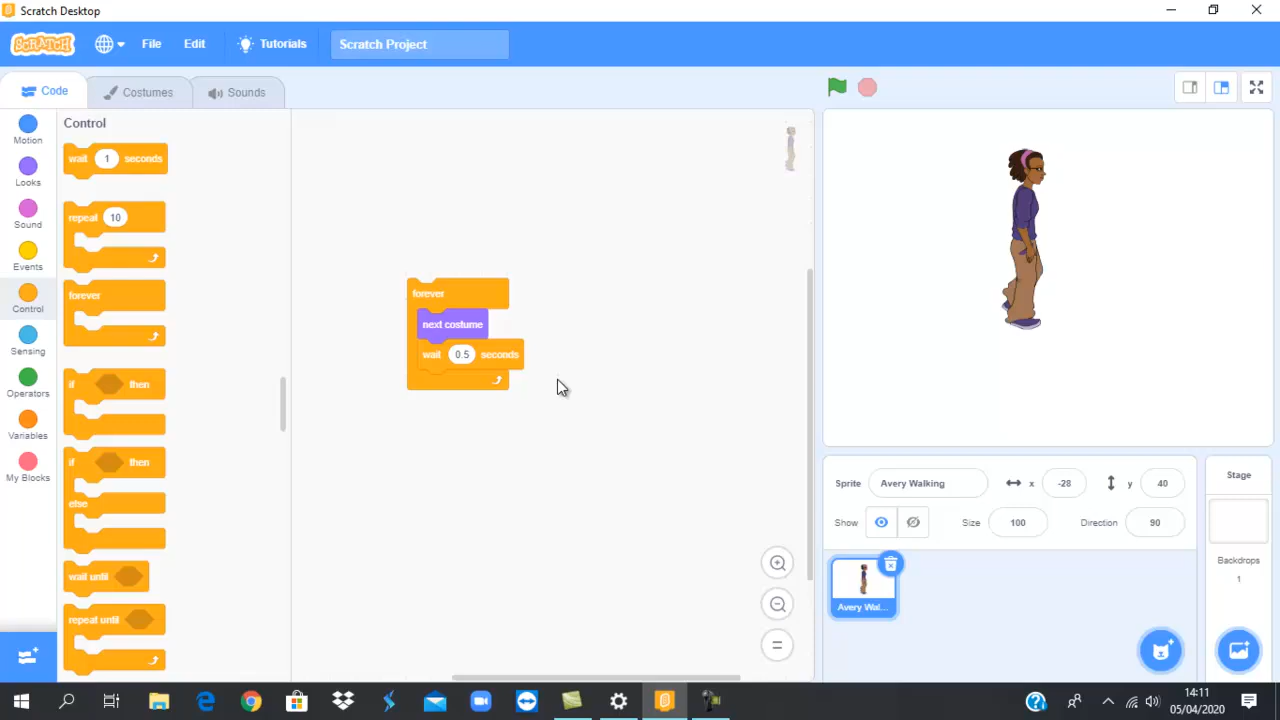 Scratch Desktop
SCRATCH File Edit Tutorials Scratch Project
Code Costumes Sounds
Motion
Looks
Sound
Events
Control
Sensing
Operators
Variables
My Blocks
Control
wait 1 seconds
repeat 10
forever
if then
if then
else
wait until
repeat until
forever
next costume
wait 0.5 seconds
Sprite Avery Walking x -28 y 40
Show Size 100 Direction 90
Avery Wal...
Stage
Backdrops
1
14:11
05/04/2020